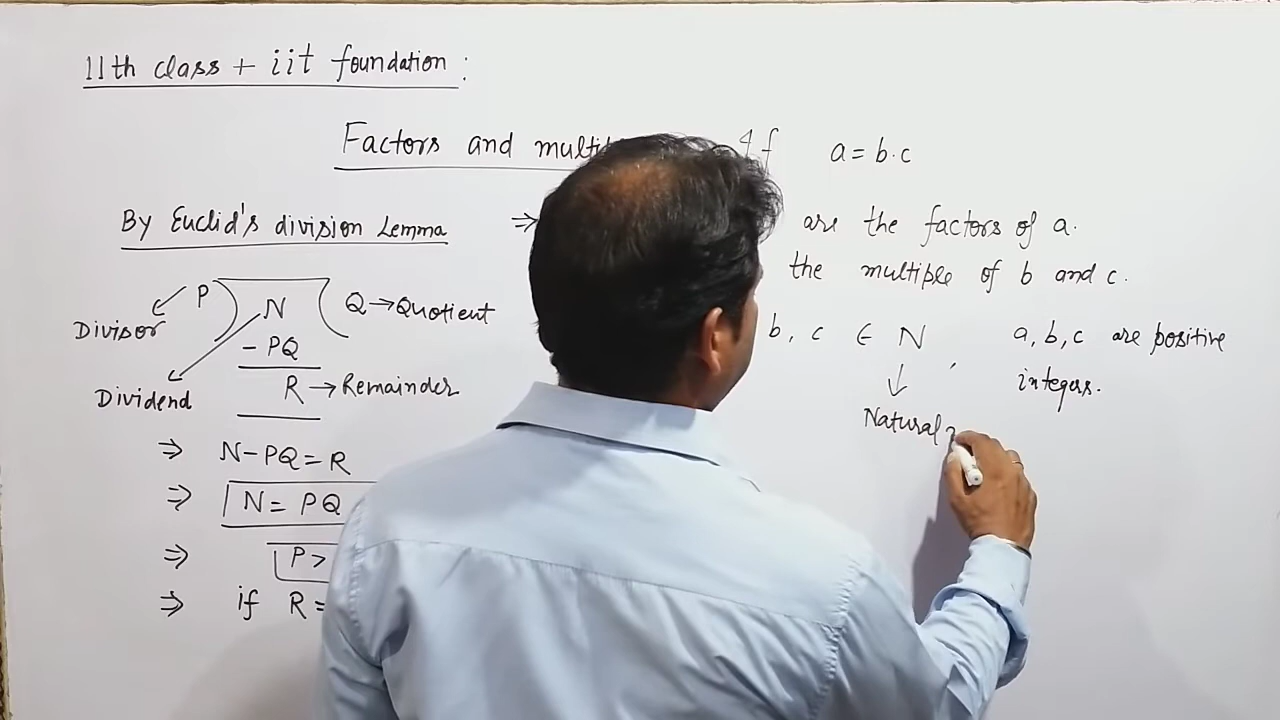 11th class + iit foundation :
Factors and
If a = b.c
By Euclid's division Lemma ⇒
are the factors of a.
the multiple of b and c.
P N Q → Quotient
Divisor
- PQ
Dividend
R → Remainder
b, c ∈ N , a, b, c are positive
integers.
Natural
⇒ N - PQ = R
⇒ N = PQ
⇒ P >
⇒ if R =